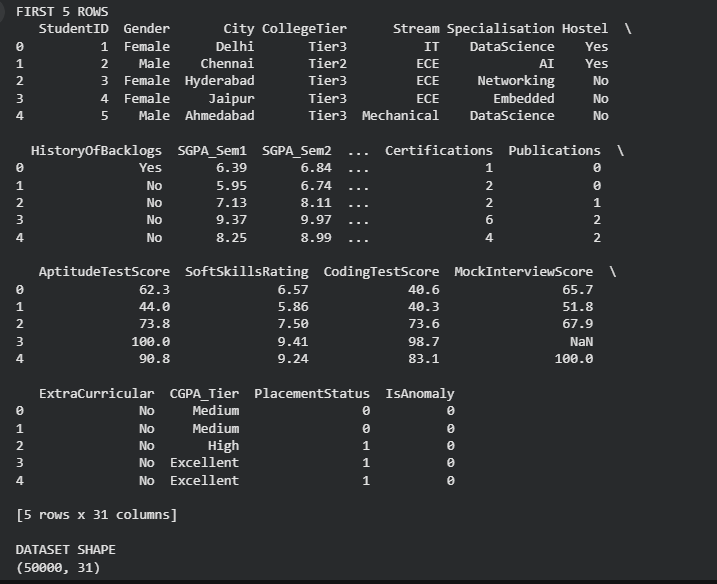 FIRST 5 ROWS
StudentID Gender City CollegeTier Stream Specialisation Hostel \
0 1 Female Delhi Tier3 IT DataScience Yes
1 2 Male Chennai Tier2 ECE AI Yes
2 3 Female Hyderabad Tier3 ECE Networking No
3 4 Female Jaipur Tier3 ECE Embedded No
4 5 Male Ahmedabad Tier3 Mechanical DataScience No
HistoryOfBacklogs SGPA_Sem1 SGPA_Sem2 ... Certifications Publications \
0 Yes 6.39 6.84 ... 1 0
1 No 5.95 6.74 ... 2 0
2 No 7.13 8.11 ... 2 1
3 No 9.37 9.97 ... 6 2
4 No 8.25 8.99 ... 4 2
AptitudeTestScore SoftSkillsRating CodingTestScore MockInterviewScore \
0 62.3 6.57 40.6 65.7
1 44.0 5.86 40.3 51.8
2 73.8 7.50 73.6 67.9
3 100.0 9.41 98.7 NaN
4 90.8 9.24 83.1 100.0
ExtraCurricular CGPA_Tier PlacementStatus IsAnomaly
0 No Medium 0 0
1 No Medium 0 0
2 No High 1 0
3 No Excellent 1 0
4 No Excellent 1 0
[5 rows x 31 columns]
DATASET SHAPE
(50000, 31)